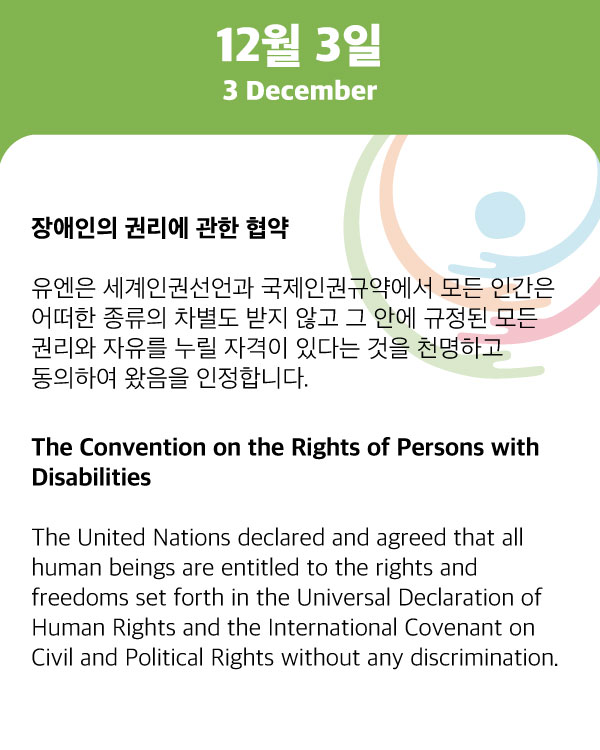 12월 3일
3 December
장애인의 권리에 관한 협약
유엔은 세계인권선언과 국제인권규약에서 모든 인간은
어떠한 종류의 차별도 받지 않고 그 안에 규정된 모든
권리와 자유를 누릴 자격이 있다는 것을 천명하고
동의하여 왔음을 인정합니다.
The Convention on the Rights of Persons with
Disabilities
The United Nations declared and agreed that all
human beings are entitled to the rights and
freedoms set forth in the Universal Declaration of
Human Rights and the International Covenant on
Civil and Political Rights without any discrimination.